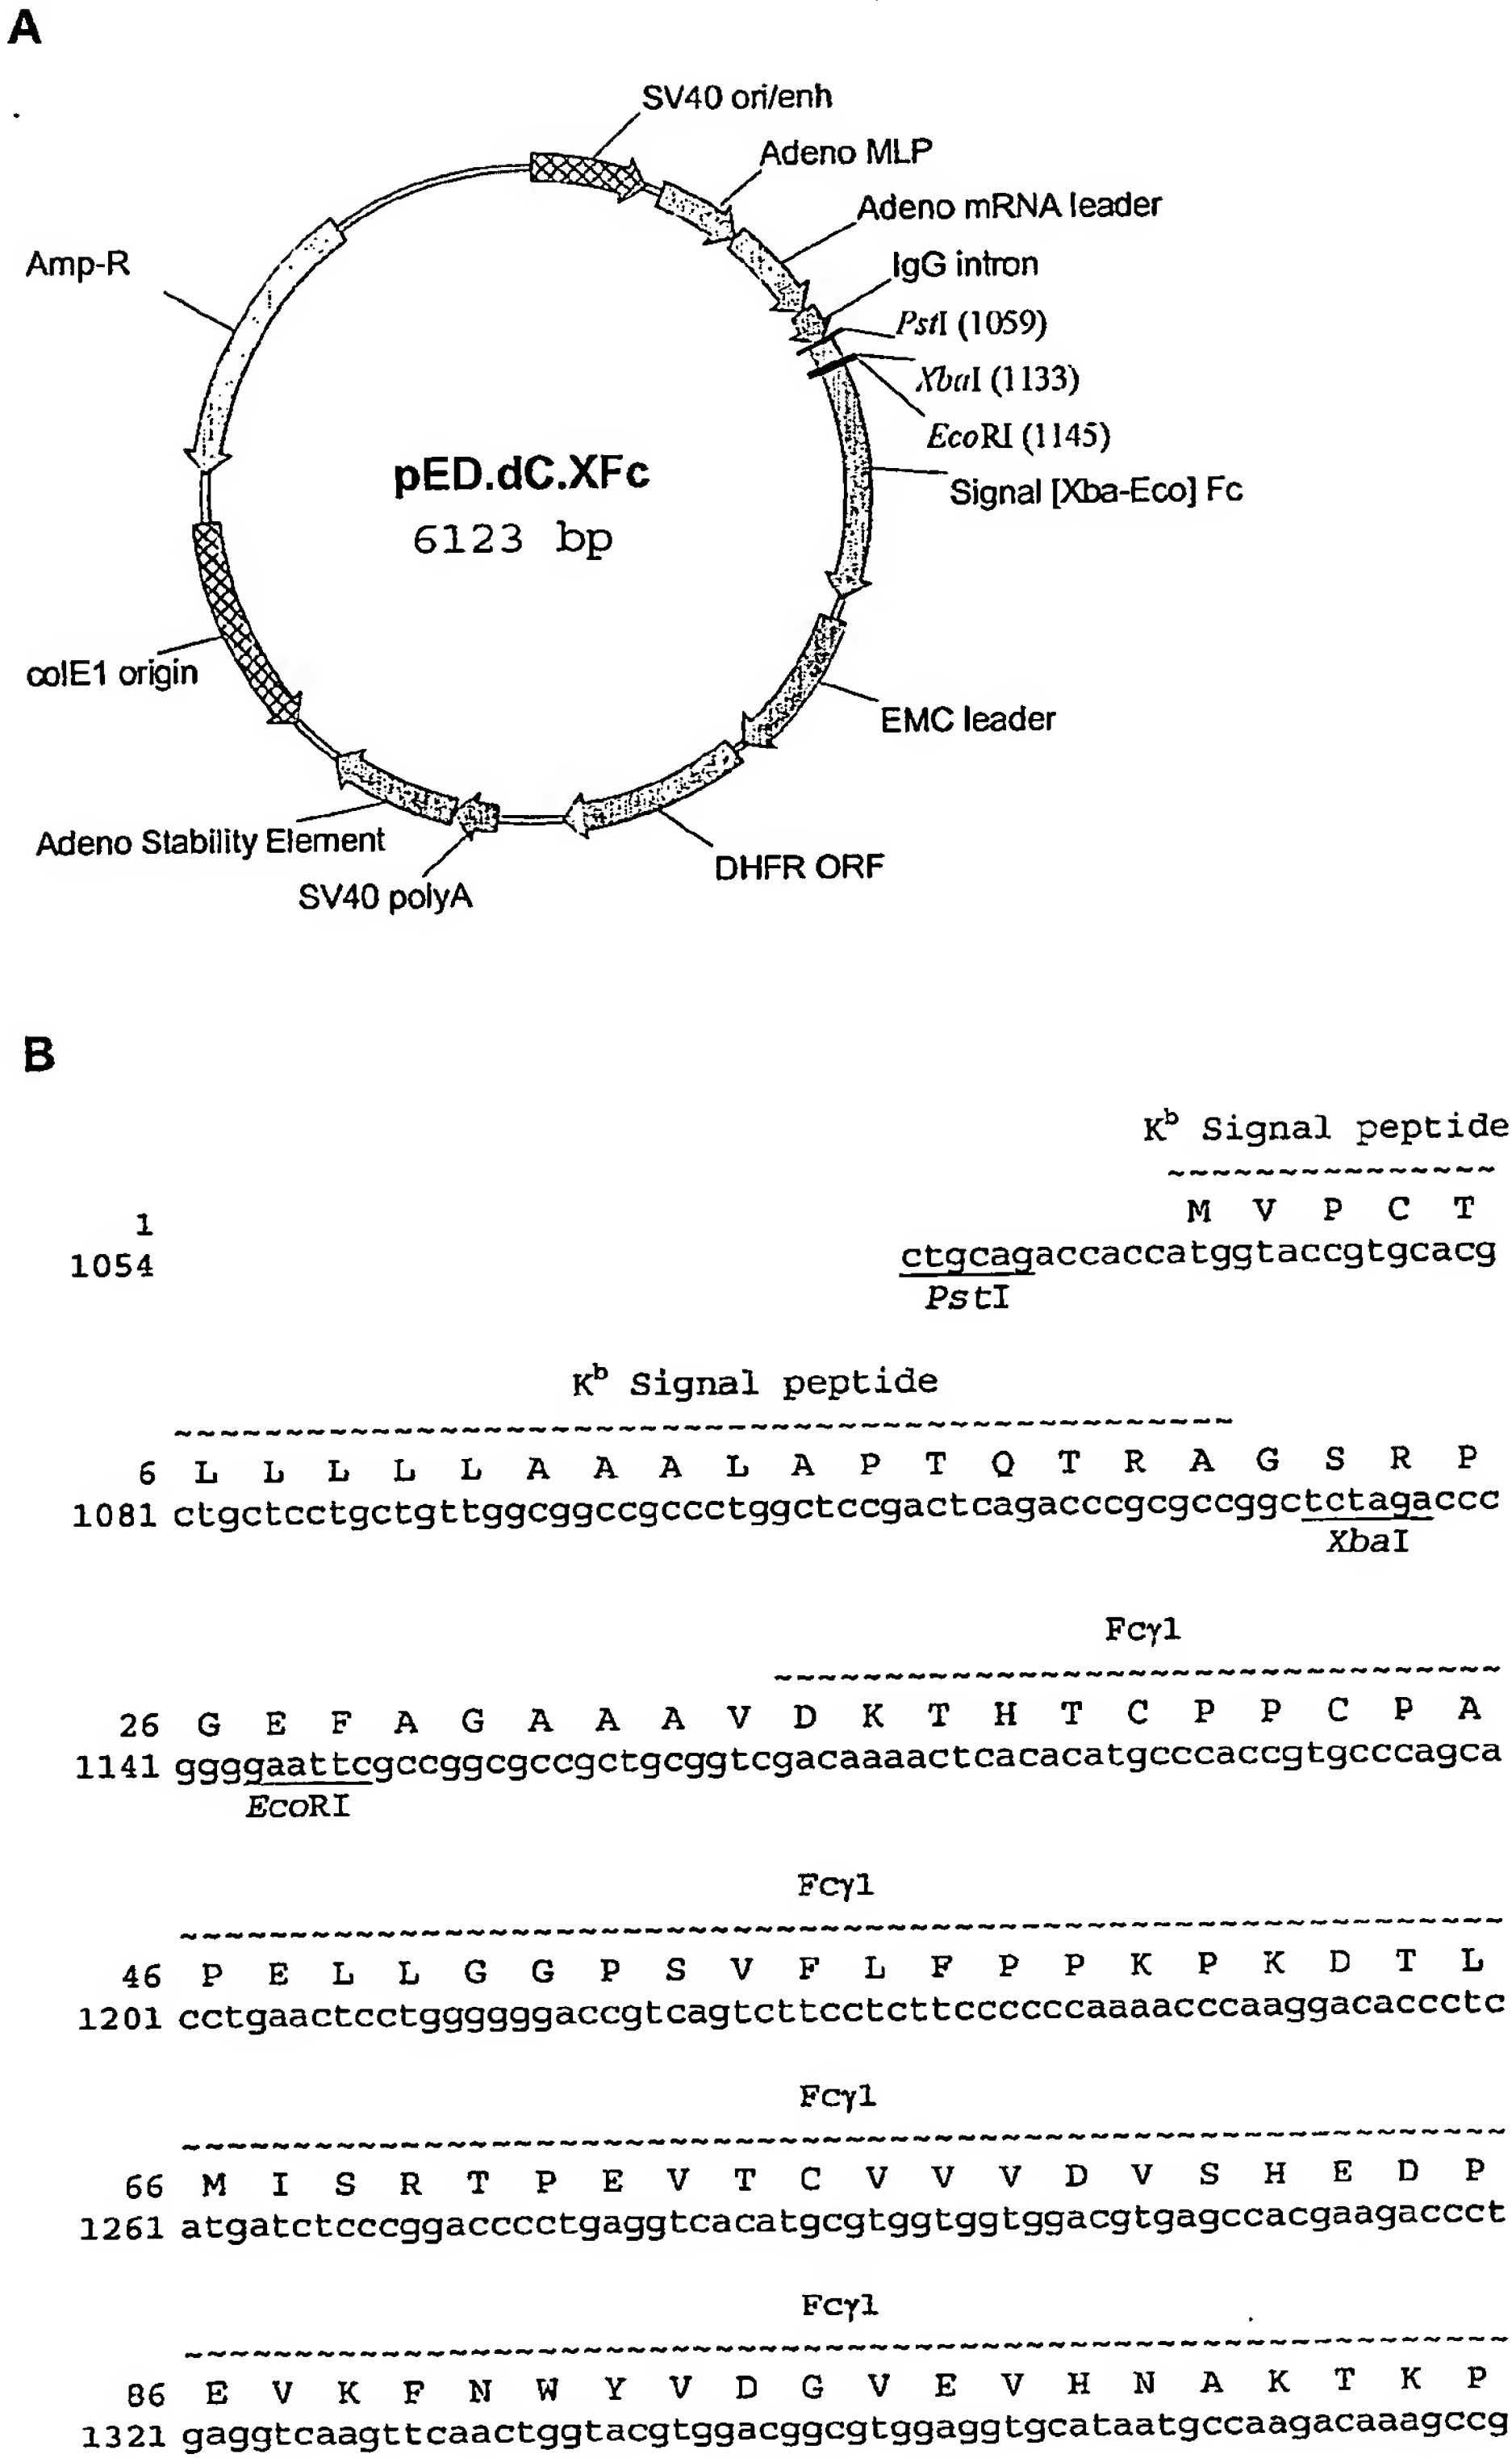 A
SV40 ori/enh
Adeno MLP
Adeno mRNA leader
IgG intron
PstI (1059)
XbaI (1133)
EcoRI (1145)
Signal [Xba-Eco] Fc
Amp-R
pED.dC.XFc
6123 bp
colE1 origin
EMC leader
Adeno Stability Element
DHFR ORF
SV40 polyA
B
Kᵇ Signal peptide
~~~~~~~~~~~~~~~
M V P C T
1
1054 ctgcagaccaccatggtaccgtgcacg
PstI
Kᵇ Signal peptide
~~~~~~~~~~~~~~~~~~~~~~~~~~~~~~~~~~~~~~~~~~~~~~~~
6 L L L L L A A A L A P T Q T R A G S R P
1081 ctgctcctgctgttggcggccgccctggctccgactcagacccgcgccggctctagaccc
XbaI
Fcγ1
~~~~~~~~~~~~~~~~~~~~~~~~~~~~~~~~~
26 G E F A G A A A V D K T H T C P P C P A
1141 ggggaattcgccggcgccgctgcggtcgacaaaactcacacatgcccaccgtgcccagca
EcoRI
Fcγ1
~~~~~~~~~~~~~~~~~~~~~~~~~~~~~~~~~~~~~~~~~~~~~~~~~~~~~~~~~~~~
46 P E L L G G P S V F L F P P K P K D T L
1201 cctgaactcctggggggaccgtcagtcttcctcttccccccaaaacccaaggacaccctc
Fcγ1
~~~~~~~~~~~~~~~~~~~~~~~~~~~~~~~~~~~~~~~~~~~~~~~~~~~~~~~~~~~~
66 M I S R T P E V T C V V V D V S H E D P
1261 atgatctcccggacccctgaggtcacatgcgtggtggtggacgtgagccacgaagaccct
Fcγ1
~~~~~~~~~~~~~~~~~~~~~~~~~~~~~~~~~~~~~~~~~~~~~~~~~~~~~~~~~~~~
86 E V K F N W Y V D G V E V H N A K T K P
1321 gaggtcaagttcaactggtacgtggacggcgtggaggtgcataatgccaagacaaagccg